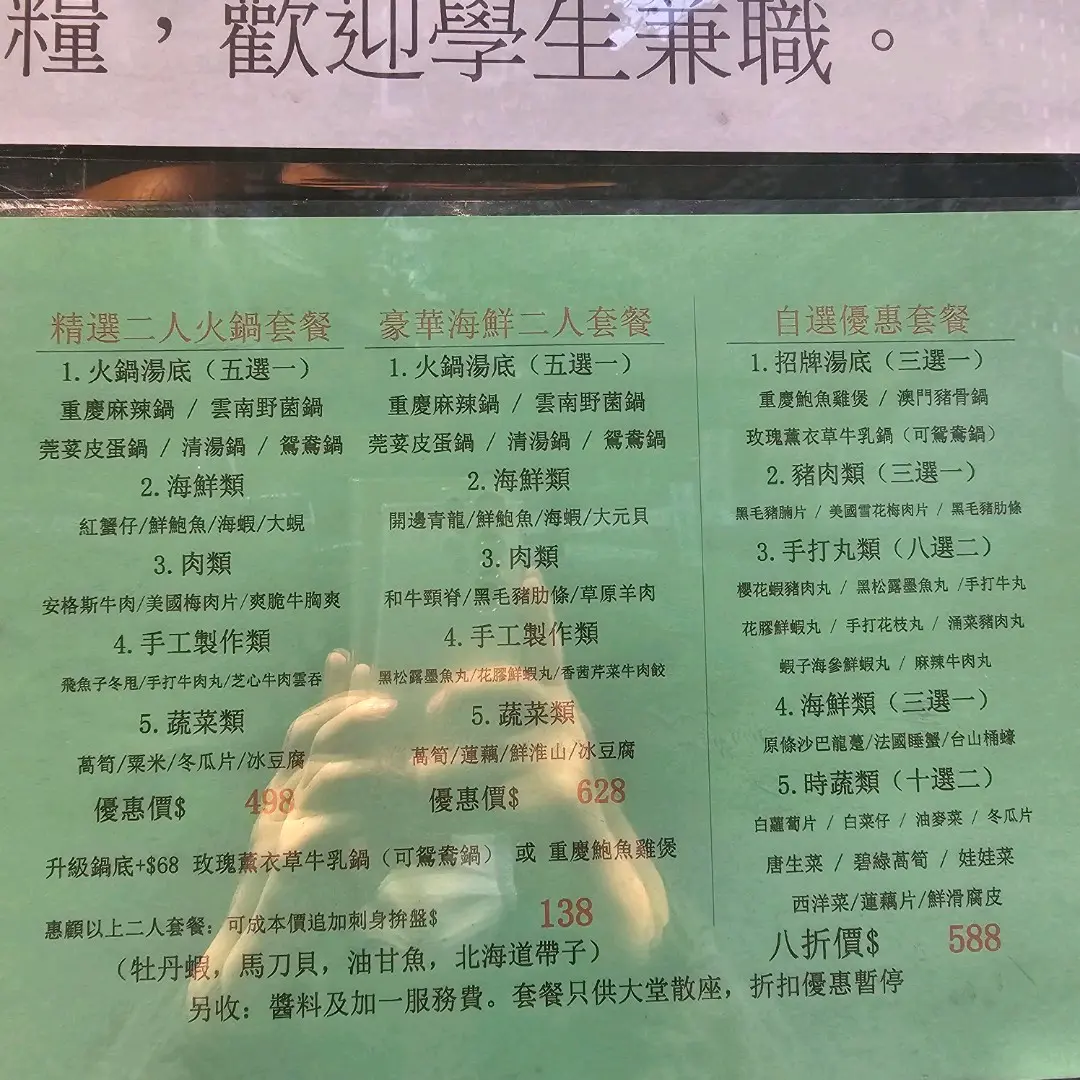 糧，歡迎學生兼職。
精選二人火鍋套餐
1.火鍋湯底（五選一）
重慶麻辣鍋 / 雲南野菌鍋
莞荽皮蛋鍋 / 清湯鍋 / 鴛鴦鍋
2.海鮮類
紅蟹仔/鮮鮑魚/海蝦/大蜆
3.肉類
安格斯牛肉/美國梅肉片/爽脆牛胸爽
4.手工製作類
飛魚子冬甩/手打牛肉丸/芝心牛肉雲吞
5.蔬菜類
萵筍/粟米/冬瓜片/冰豆腐
優惠價$ 498
豪華海鮮二人套餐
1.火鍋湯底（五選一）
重慶麻辣鍋 / 雲南野菌鍋
莞荽皮蛋鍋 / 清湯鍋 / 鴛鴦鍋
2.海鮮類
開邊青龍/鮮鮑魚/海蝦/大元貝
3.肉類
和牛頸脊/黑毛豬肋條/草原羊肉
4.手工製作類
黑松露墨魚丸/花膠鮮蝦丸/香茜芹菜牛肉餃
5.蔬菜類
萵筍/蓮藕/鮮淮山/冰豆腐
優惠價$ 628
升級鍋底+$68 玫瑰薰衣草牛乳鍋（可鴛鴦鍋） 或 重慶鮑魚雞煲
惠顧以上二人套餐：可成本價追加刺身拚盤$ 138
（牡丹蝦，馬刀貝，油甘魚，北海道帶子）
另收：醬料及加一服務費。套餐只供大堂散座，折扣優惠暫停
自選優惠套餐
1.招牌湯底（三選一）
重慶鮑魚雞煲 / 澳門豬骨鍋
玫瑰薰衣草牛乳鍋（可鴛鴦鍋）
2.豬肉類（三選一）
黑毛豬腩片 / 美國雪花梅肉片 / 黑毛豬肋條
3.手打丸類（八選二）
櫻花蝦豬肉丸 / 黑松露墨魚丸 /手打牛丸
花膠鮮蝦丸 / 手打花枝丸 / 涌菜豬肉丸
蝦子海參鮮蝦丸 / 麻辣牛肉丸
4.海鮮類（三選一）
原條沙巴龍躉/法國睡蟹/台山桶蠔
5.時蔬類（十選二）
白蘿蔔片 / 白菜仔 / 油麥菜 / 冬瓜片
唐生菜 / 碧綠萵筍 / 娃娃菜
西洋菜/蓮藕片/鮮滑腐皮
八折價$ 588